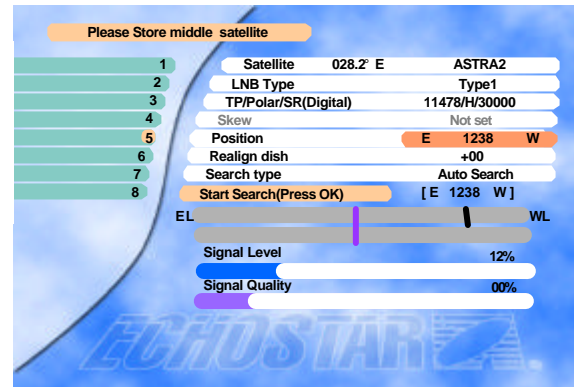 Please Store middle satellite
1 Satellite 028.2° E ASTRA2
2 LNB Type Type1
3 TP/Polar/SR(Digital) 11478/H/30000
4 Skew Not set
5 Position E 1238 W
6 Realign dish +00
7 Search type Auto Search
8 Start Search(Press OK) [ E 1238 W ]
EL WL
Signal Level 12%
Signal Quality 00%
ECHOSTAR